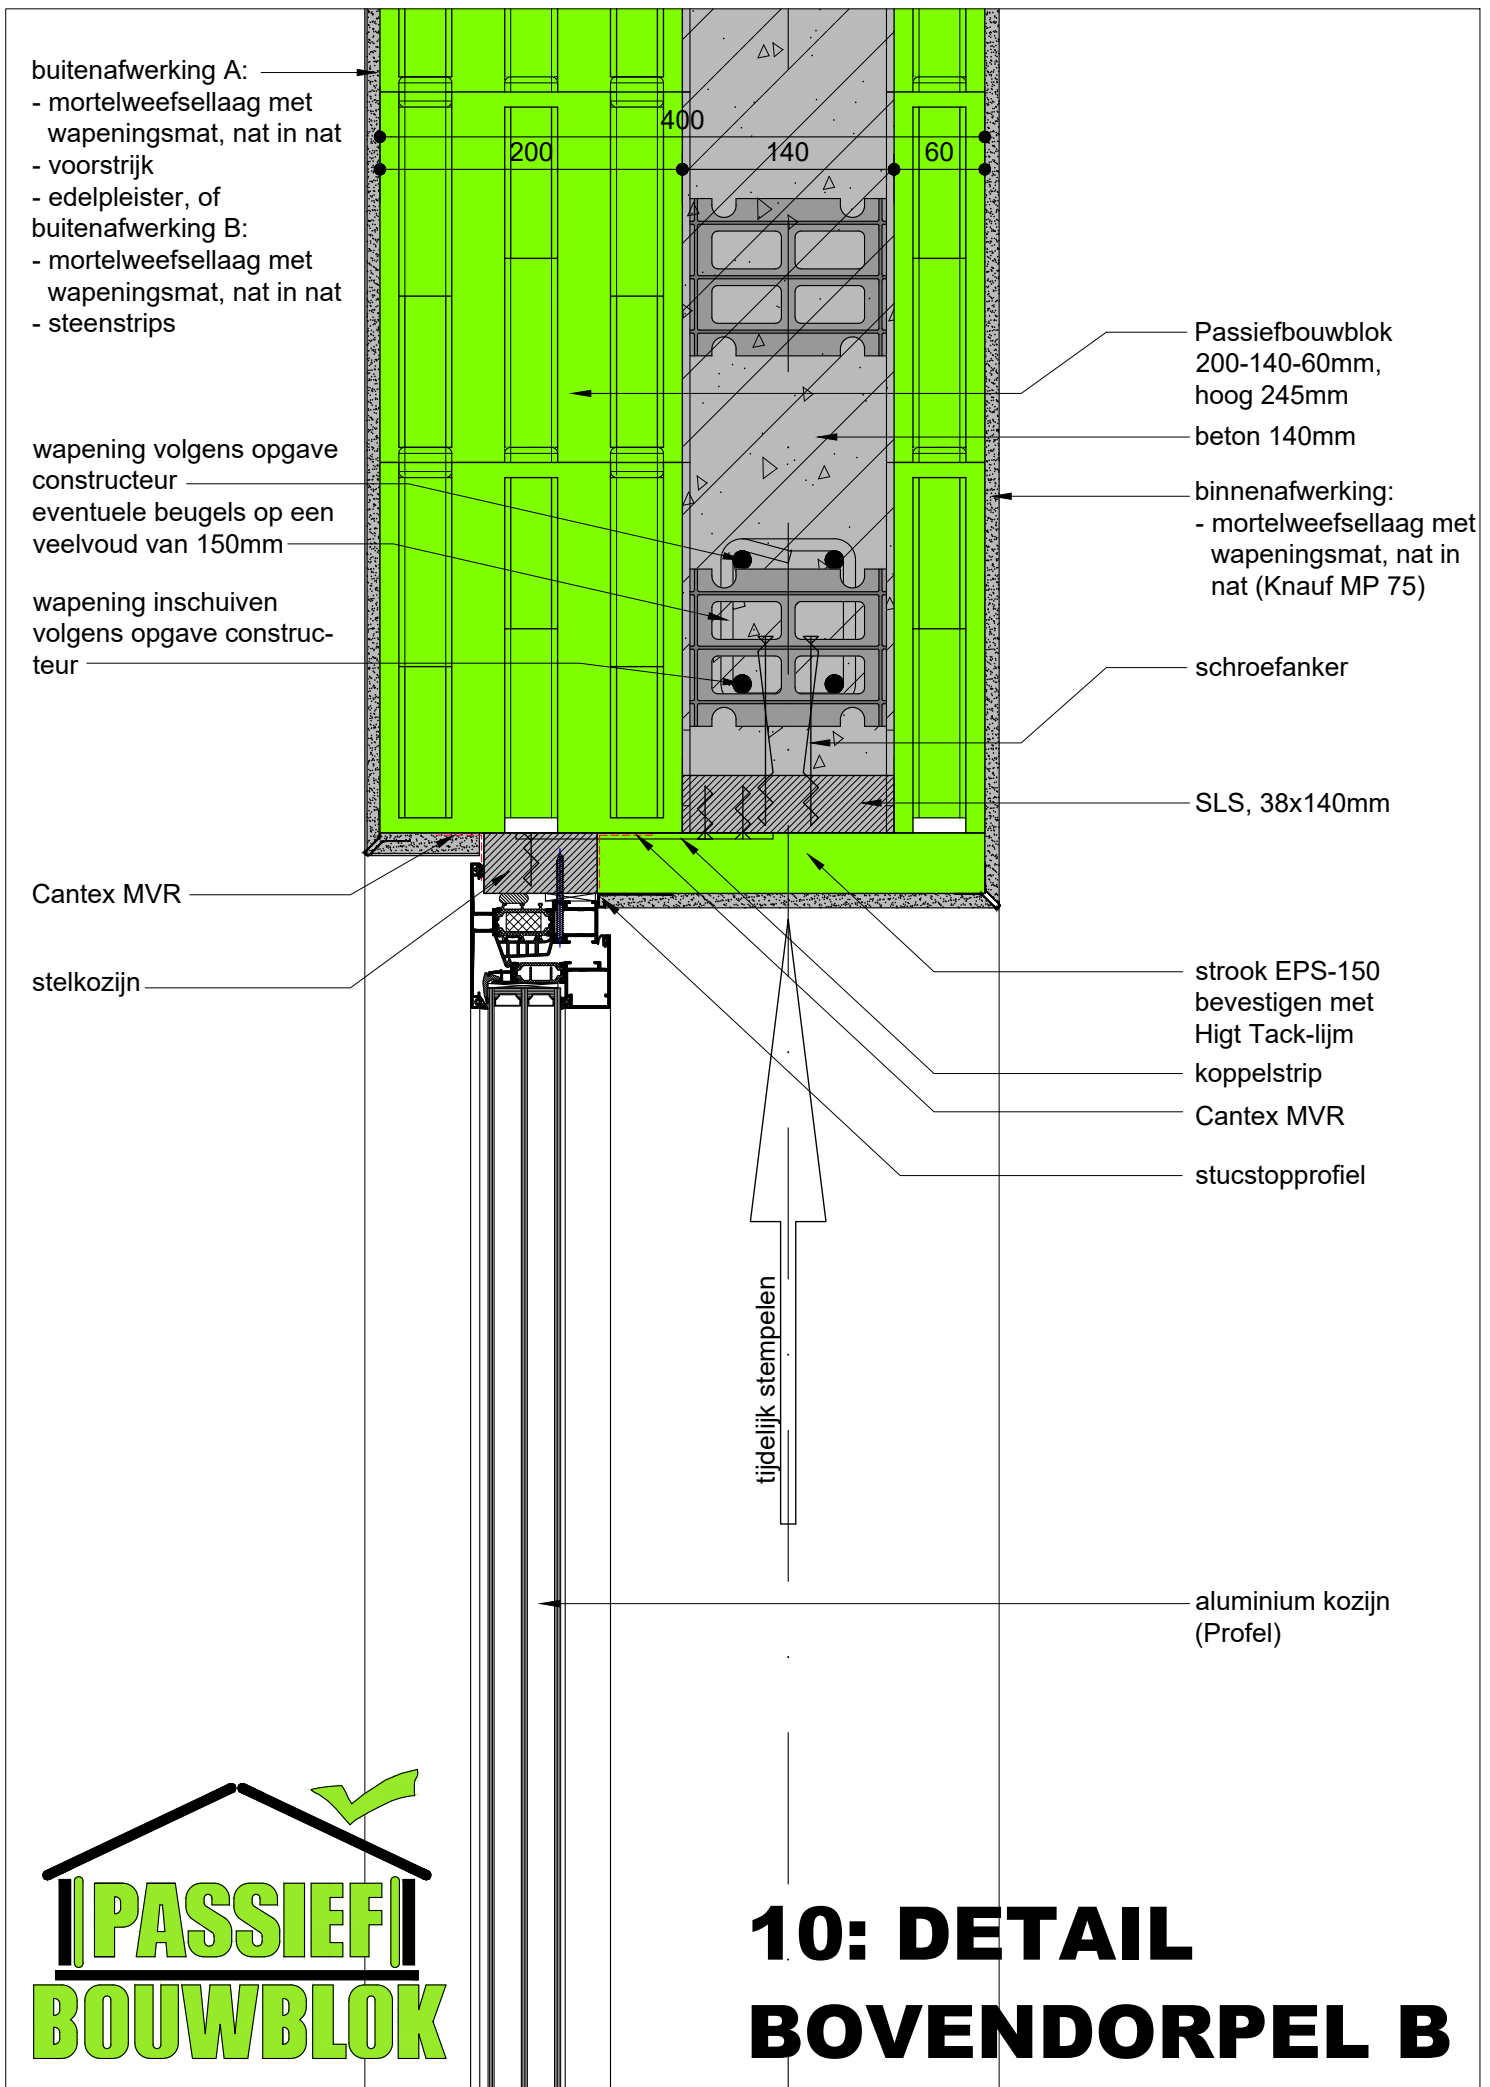 buitenafwerking A:
- mortelweefsellaag met
wapeningsmat, nat in nat
- voorstrijk
- edelpleister, of
buitenafwerking B:
- mortelweefsellaag met
wapeningsmat, nat in nat
- steenstrips
400
200
140
60
wapening volgens opgave
constructeur
eventuele beugels op een
veelvoud van 150mm
wapening inschuiven
volgens opgave construc-
teur
Cantex MVR
stelkozijn
Passiefbouwblok
200-140-60mm,
hoog 245mm
beton 140mm
binnenafwerking:
- mortelweefsellaag met
wapeningsmat, nat in
nat (Knauf MP 75)
schroefanker
SLS, 38x140mm
strook EPS-150
bevestigen met
Higt Tack-lijm
koppelstrip
Cantex MVR
stucstopprofiel
tijdelijk stempelen
aluminium kozijn
(Profel)
PASSIEF
BOUWBLOK
10: DETAIL
BOVENDORPEL B